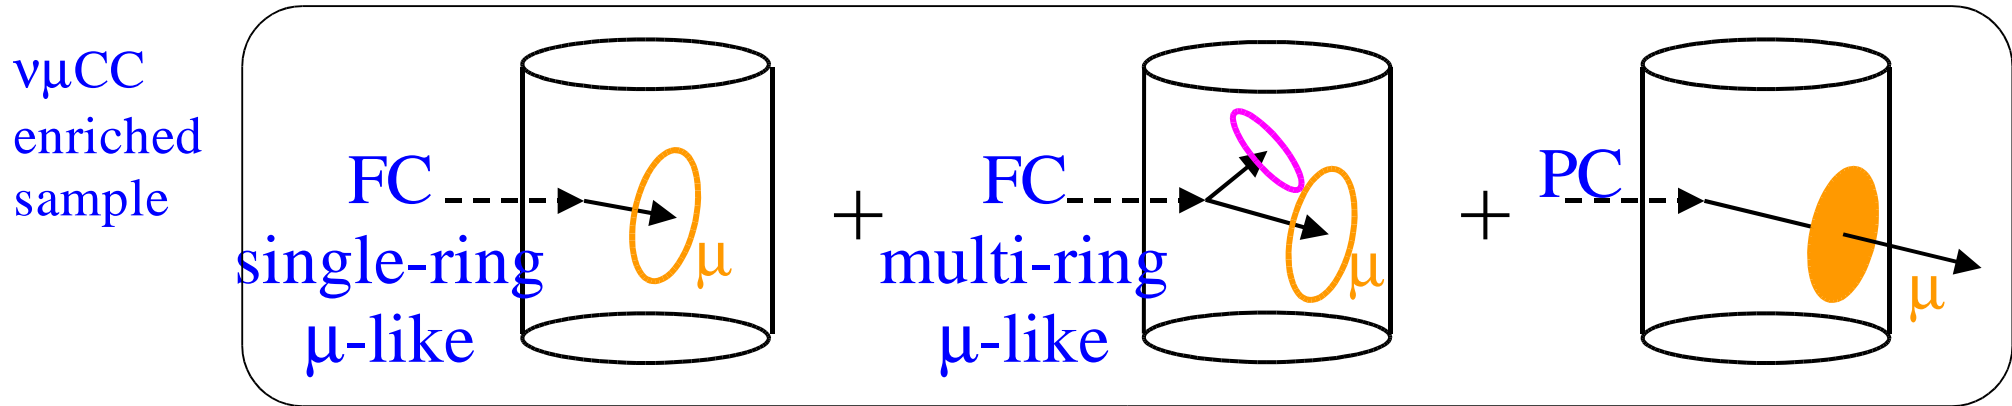 νμCC
enriched
sample
FC
single-ring
μ-like
μ
+
FC
multi-ring
μ-like
μ
+
PC
μ